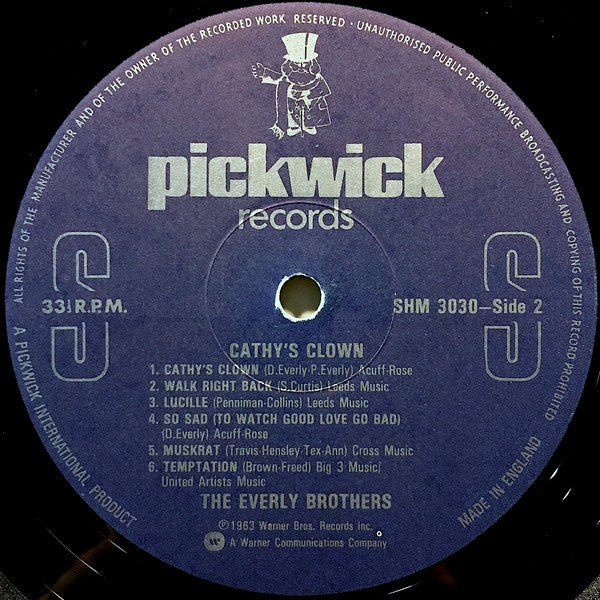 ALL RIGHTS OF THE MANUFACTURER AND OF THE OWNER OF THE RECORDED WORK RESERVED · UNAUTHORISED PUBLIC PERFORMANCE BROADCASTING AND COPYING OF THIS RECORD PROHIBITED
pickwick
records
33⅓ R.P.M.
SHM 3030–Side 2
CATHY'S CLOWN
1. CATHY'S CLOWN (D.Everly-P.Everly) Acuff-Rose
2. WALK RIGHT BACK (S.Curtis) Leeds Music
3. LUCILLE (Penniman-Collins) Leeds Music
4. SO SAD (TO WATCH GOOD LOVE GO BAD)
(D.Everly) Acuff-Rose
5. MUSKRAT (Travis-Hensley-Tex-Ann) Cross Music
6. TEMPTATION (Brown-Freed) Big 3 Music/
United Artists Music
THE EVERLY BROTHERS
℗1963 Warner Bros. Records Inc.
A Warner Communications Company
A PICKWICK INTERNATIONAL PRODUCT
MADE IN ENGLAND